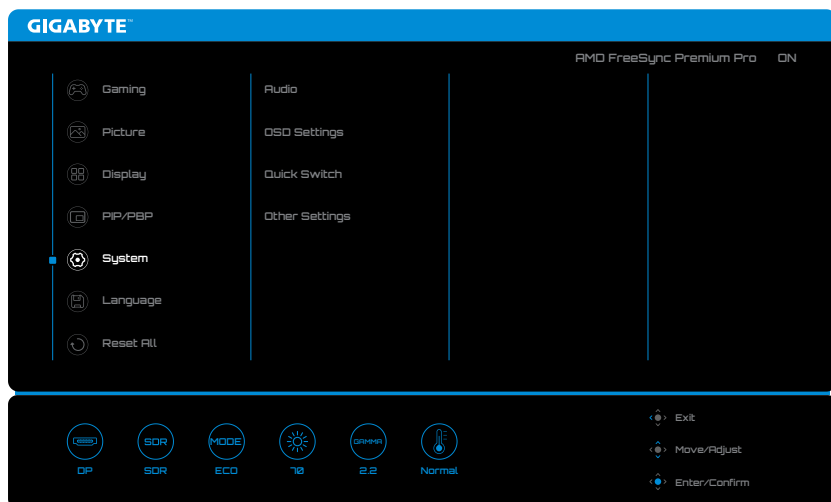 GIGABYTE™
AMD FreeSync Premium Pro ON
Gaming
Picture
Display
PIP/PBP
System
Language
Reset All
Audio
OSD Settings
Quick Switch
Other Settings
SDR
MODE
GAMMA
DP
SDR
ECO
70
2.2
Normal
Exit
Move/Adjust
Enter/Confirm